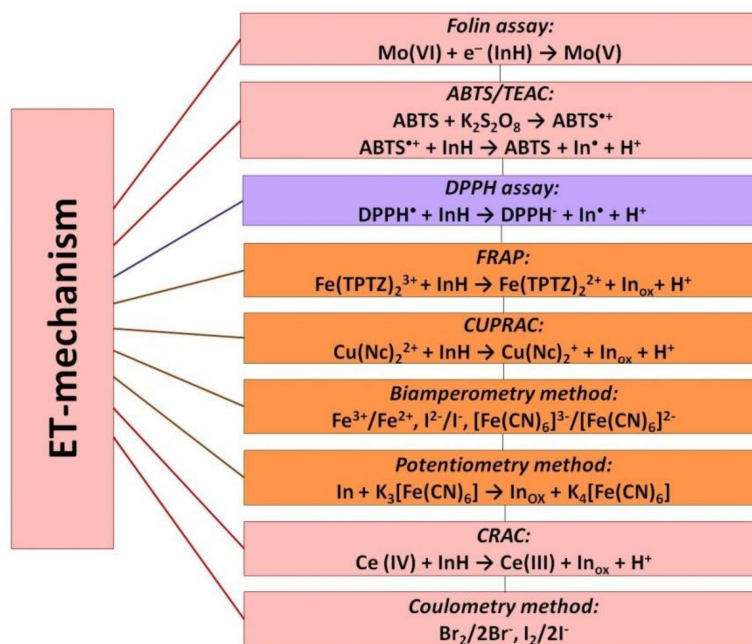 ET-mechanism
Folin assay:
Mo(VI) + e⁻ (InH) → Mo(V)
ABTS/TEAC:
ABTS + K₂S₂O₈ → ABTS•⁺
ABTS•⁺ + InH → ABTS + In• + H⁺
DPPH assay:
DPPH• + InH → DPPH⁻ + In• + H⁺
FRAP:
Fe(TPTZ)₂³⁺ + InH → Fe(TPTZ)₂²⁺ + Inₒₓ + H⁺
CUPRAC:
Cu(Nc)₂²⁺ + InH → Cu(Nc)₂⁺ + Inₒₓ + H⁺
Biamperometry method:
Fe³⁺/Fe²⁺, I²⁻/I⁻, [Fe(CN)₆]³⁻/[Fe(CN)₆]²⁻
Potentiometry method:
In + K₃[Fe(CN)₆] → In_OX + K₄[Fe(CN)₆]
CRAC:
Ce (IV) + InH → Ce(III) + Inₒₓ + H⁺
Coulometry method:
Br₂/2Br⁻, I₂/2I⁻